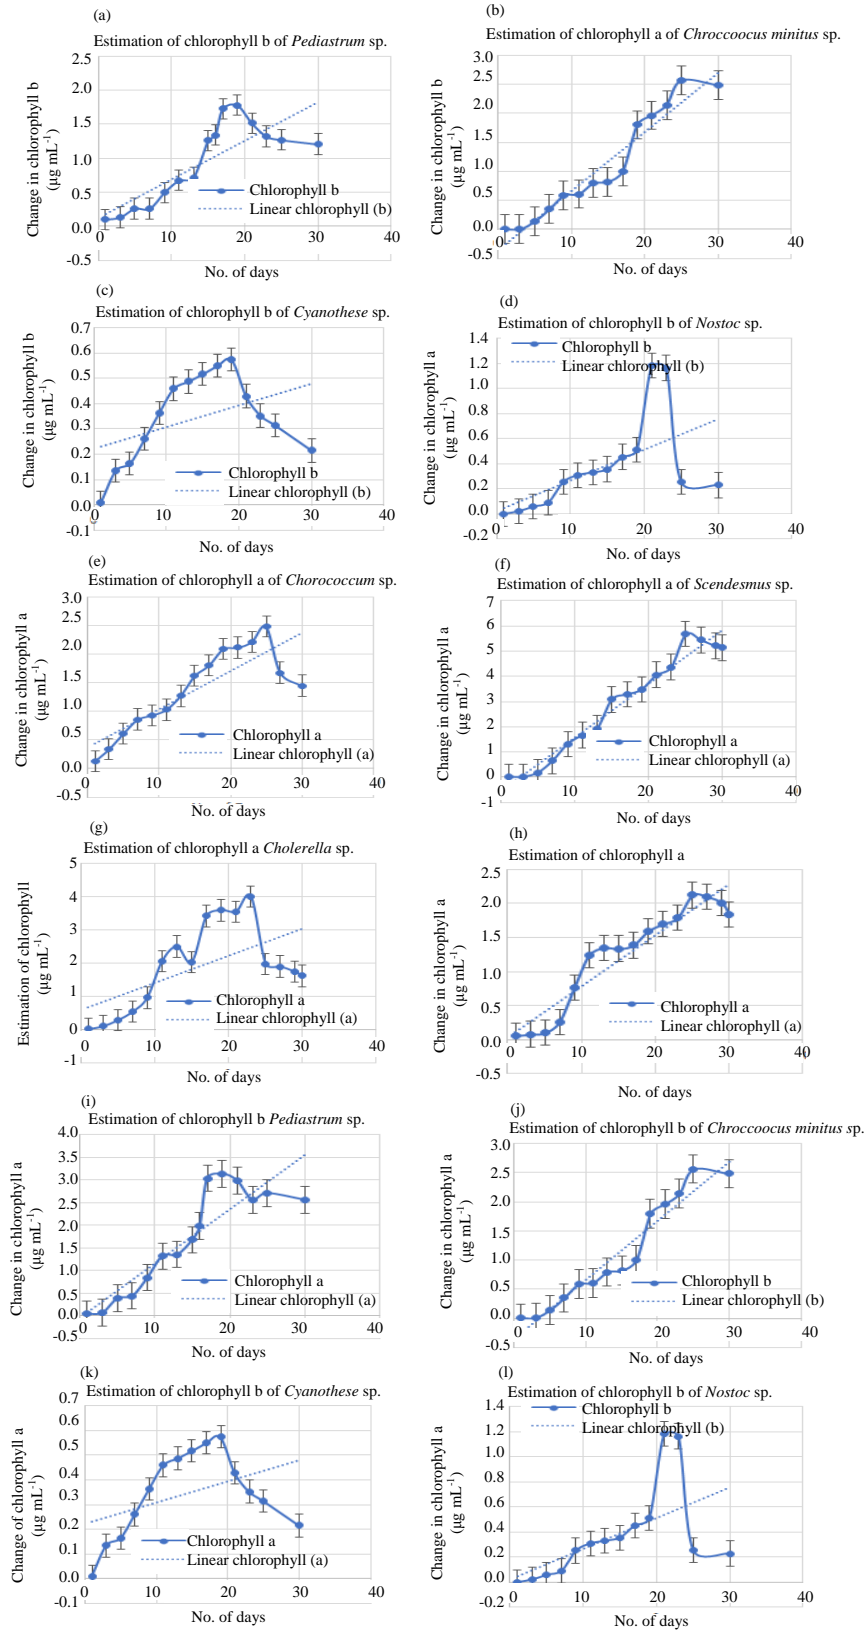 (a)
Estimation of chlorophyll b of Pediastrum sp.
2.5
2.0
1.5
1.0
0.5
0.0
-0.5
0
10
20
30
40
Change in chlorophyll b
(µg mL-1)
Chlorophyll b
Linear chlorophyll (b)
No. of days
(b)
Estimation of chlorophyll a of Chroccoocus minitus sp.
3.0
2.5
2.0
1.5
1.0
0.5
0.0
-0.5
0
10
20
30
40
Change in chlorophyll b
(µg mL-1)
No. of days
(c)
Estimation of chlorophyll b of Cyanothese sp.
0.7
0.6
0.5
0.4
0.3
0.2
0.1
0.0
-0.1
0
10
20
30
40
Change in chlorophyll b
(µg mL-1)
Chlorophyll b
Linear chlorophyll (b)
No. of days
(d)
Estimation of chlorophyll b of Nostoc sp.
1.4
1.2
1.0
0.8
0.6
0.4
0.2
0.0
-0.2
0
10
20
30
40
Change in chlorophyll a
(µg mL-1)
Chlorophyll b
Linear chlorophyll (b)
No. of days
(e)
Estimation of chlorophyll a of Chorococcum sp.
3.0
2.5
2.0
1.5
1.0
0.5
0.0
-0.5
0
10
20
30
40
Change in chlorophyll a
(µg mL-1)
Chlorophyll a
Linear chlorophyll (a)
No. of days
(f)
Estimation of chlorophyll a of Scendesmus sp.
7
6
5
4
3
2
1
0
-1
0
10
20
30
40
Change in chlorophyll a
(µg mL-1)
Chlorophyll a
Linear chlorophyll (a)
No. of days
(g)
Estimation of chlorophyll a Cholerella sp.
5
4
3
2
1
0
-1
0
10
20
30
40
Estimation of chlorophyll
(µg mL-1)
Chlorophyll a
Linear chlorophyll (a)
No. of days
(h)
Estimation of chlorophyll a
2.5
2.0
1.5
1.0
0.5
0.0
-0.5
0
10
20
30
40
Change in chlorophyll a
(µg mL-1)
Chlorophyll a
Linear chlorophyll (a)
No. of days
(i)
Estimation of chlorophyll b Pediastrum sp.
4.0
3.5
3.0
2.5
2.0
1.5
1.0
0.5
0.0
-0.5
10
20
30
40
Change in chlorophyll a
(µg mL-1)
Chlorophyll a
Linear chlorophyll (a)
No. of days
(j)
Estimation of chlorophyll b of Chroccoocus minitus sp.
3.0
2.5
2.0
1.5
1.0
0.5
0.0
-0.5
0
10
20
30
40
Change in chlorophyll a
(µg mL-1)
Chlorophyll b
Linear chlorophyll (b)
No. of days
(k)
Estimation of chlorophyll b of Cyanothese sp.
0.7
0.6
0.5
0.4
0.3
0.2
0.1
0.0
-0.1
0
10
20
30
40
Change of chlorophyll a
(µg mL-1)
Chlorophyll a
Linear chlorophyll (a)
No. of days
(l)
Estimation of chlorophyll b of Nostoc sp.
1.4
1.2
1.0
0.8
0.6
0.4
0.2
0.0
-0.2
0
10
20
30
40
Change in chlorophyll a
(µg mL-1)
Chlorophyll b
Linear chlorophyll (b)
No. of days